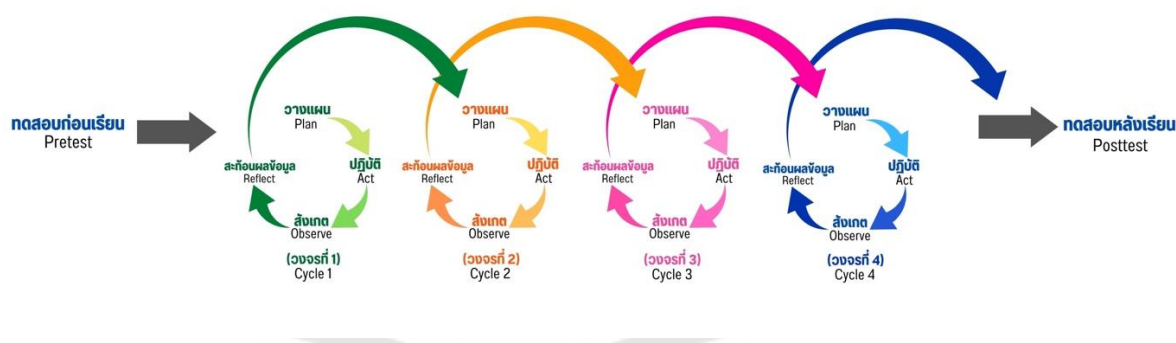 ทดสอบก่อนเรียน
Pretest
วางแผน
Plan
ปฏิบัติ
Act
สังเกต
Observe
สะท้อนผลข้อมูล
Reflect
(วงจรที่ 1)
Cycle 1
วางแผน
Plan
ปฏิบัติ
Act
สังเกต
Observe
สะท้อนผลข้อมูล
Reflect
(วงจรที่ 2)
Cycle 2
วางแผน
Plan
ปฏิบัติ
Act
สังเกต
Observe
สะท้อนผลข้อมูล
Reflect
(วงจรที่ 3)
Cycle 3
วางแผน
Plan
ปฏิบัติ
Act
สังเกต
Observe
สะท้อนผลข้อมูล
Reflect
(วงจรที่ 4)
Cycle 4
ทดสอบหลังเรียน
Posttest